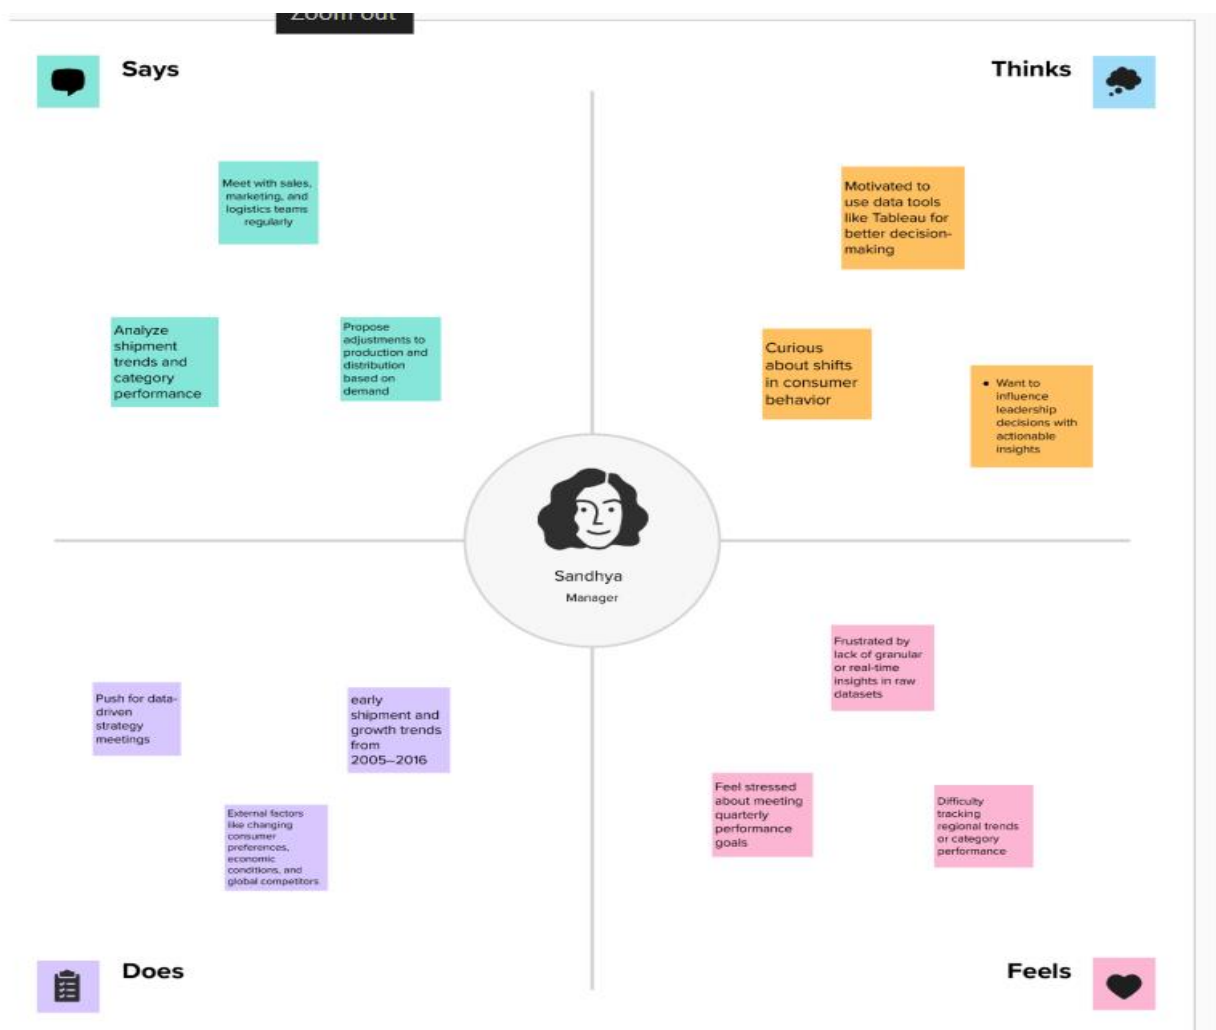 Zoom out
Says
Thinks
Meet with sales,
marketing, and
logistics teams
regularly
Analyze
shipment
trends and
category
performance
Propose
adjustments to
production and
distribution
based on
demand
Motivated to
use data tools
like Tableau for
better decision-
making
Curious
about shifts
in consumer
behavior
• Want to
influence
leadership
decisions with
actionable
insights
Sandhya
Manager
Push for data-
driven
strategy
meetings
early
shipment and
growth trends
from
2005–2016
External factors
like changing
consumer
preferences,
economic
conditions, and
global competitors
Frustrated by
lack of granular
or real-time
insights in raw
datasets
Feel stressed
about meeting
quarterly
performance
goals
Difficulty
tracking
regional trends
or category
performance
Does
Feels